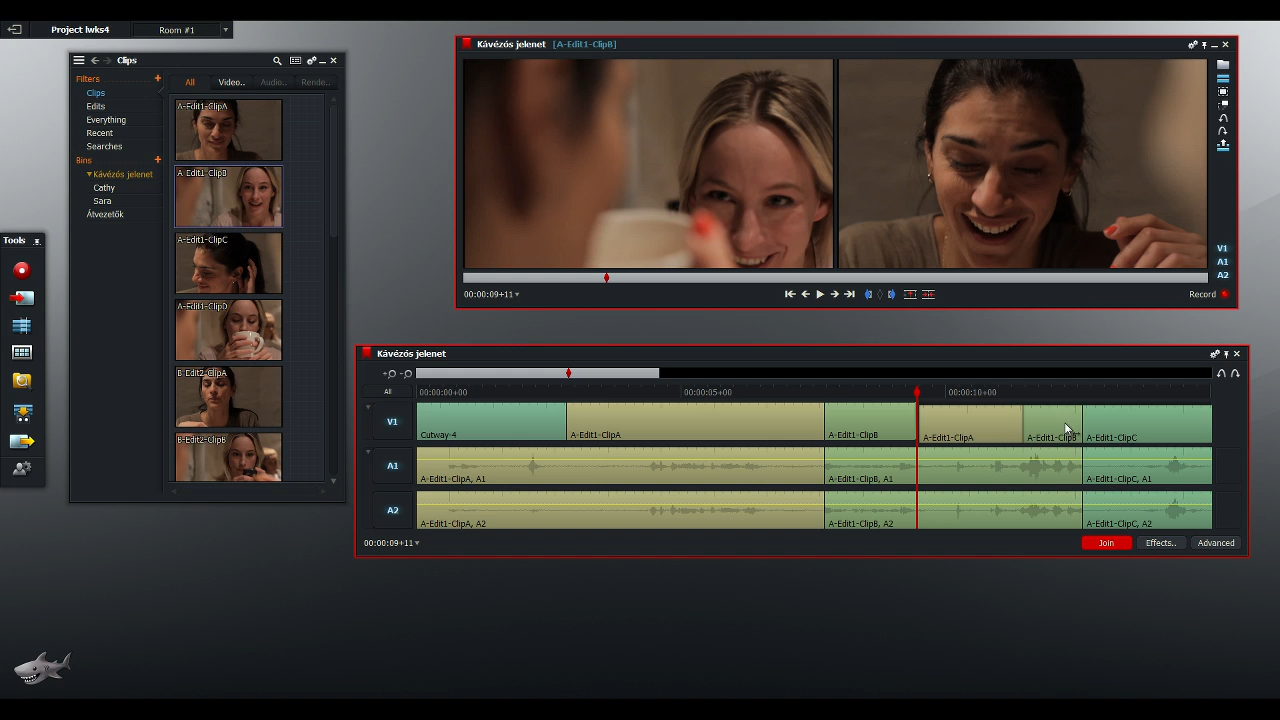 Project lwks4
Room #1
Clips
Filters
Clips
Edits
Everything
Recent
Searches
Bins
Kávézós jelenet
Cathy
Sara
Átvezetők
All
Video..
Audio..
Rende..
A-Edit1-ClipA
A-Edit1-ClipB
A-Edit1-ClipC
A-Edit1-ClipD
B-Edit2-ClipA
B-Edit2-ClipB
Tools
Kávézós jelenet [A-Edit1-ClipB]
V1
A1
A2
00:00:09+11
Record
Kávézós jelenet
All
00:00:00+00
00:00:05+00
00:00:10+00
V1
Cutway-4
A-Edit1-ClipA
A-Edit1-ClipB
A-Edit1-ClipA
A-Edit1-ClipB
A-Edit1-ClipC
A1
A-Edit1-ClipA, A1
A-Edit1-ClipB, A1
A-Edit1-ClipC, A1
A2
A-Edit1-ClipA, A2
A-Edit1-ClipB, A2
A-Edit1-ClipC, A2
00:00:09+11
Join
Effects..
Advanced